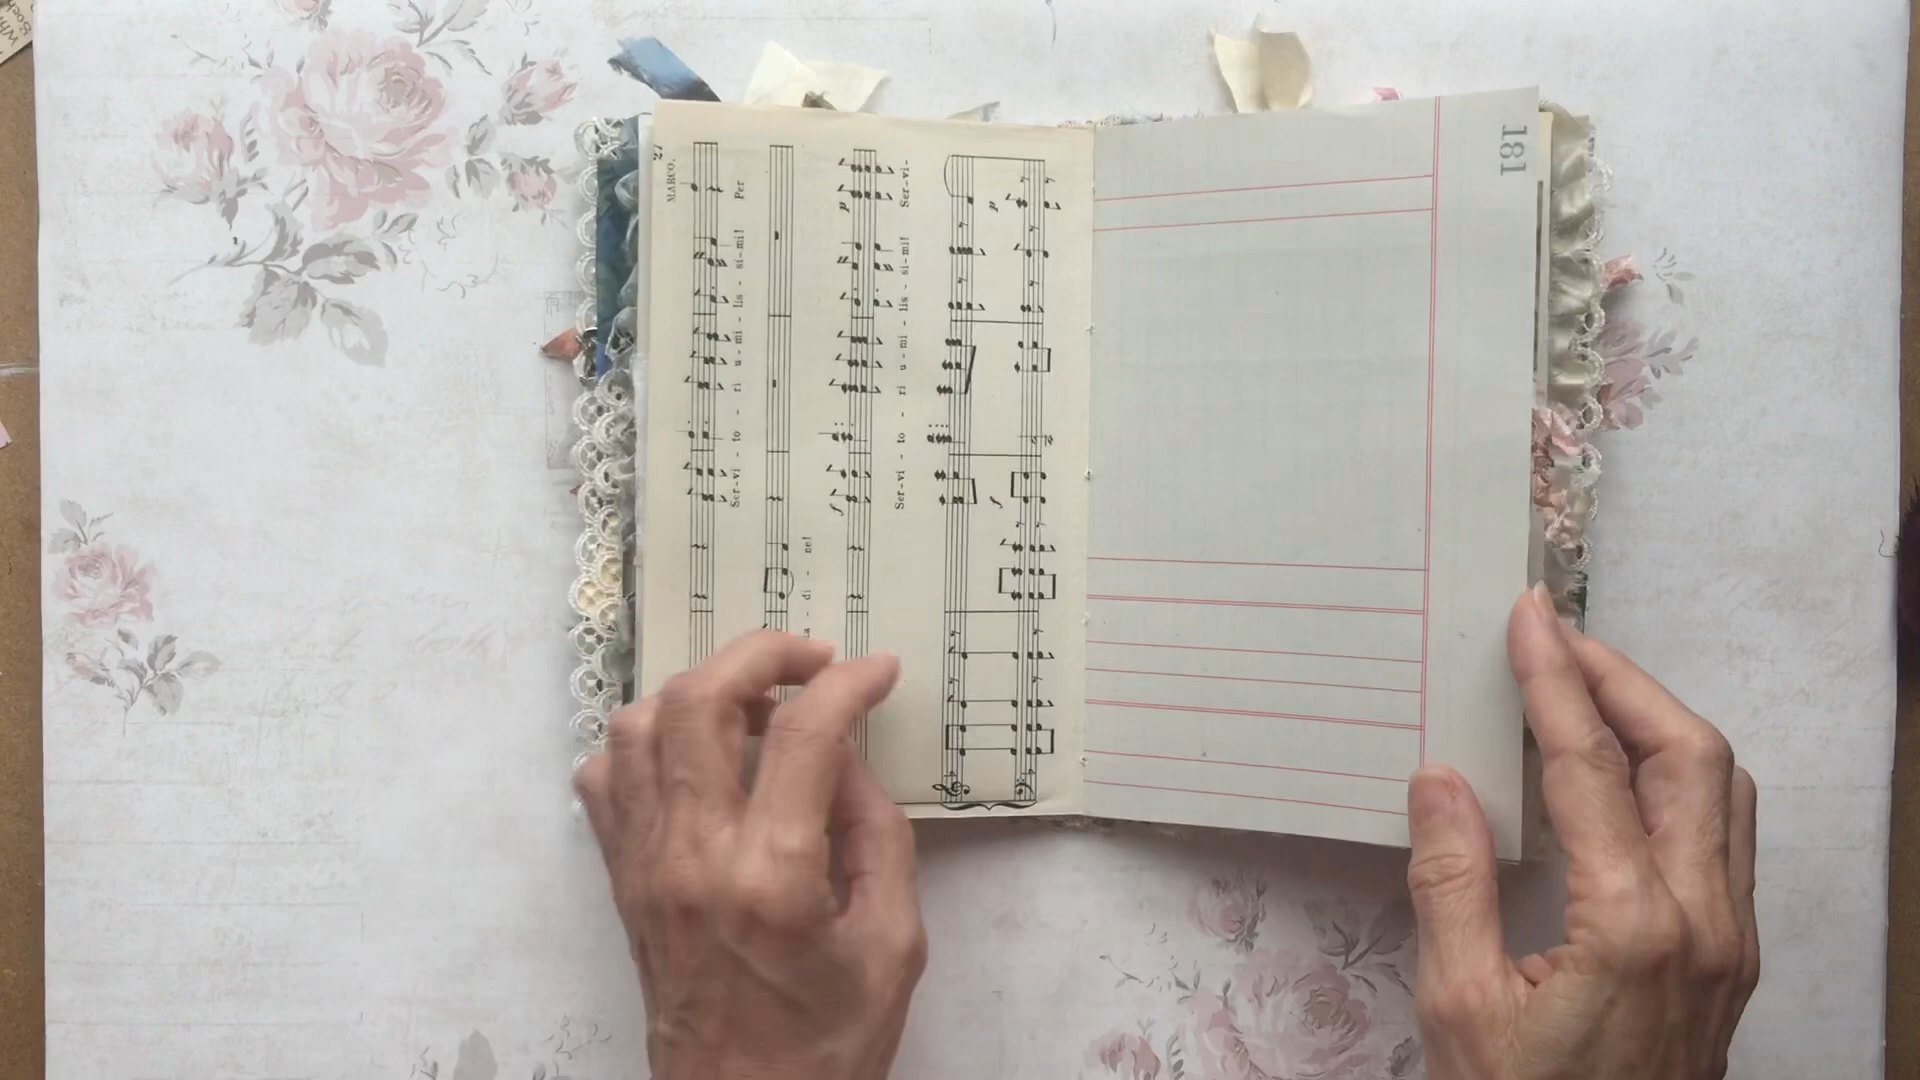 27
MARCO.
Per
Ser-vi - to - ri u - mi - lis - si-mi!
di - ne!
Ser-vi-
Ser-vi - to - ri u - mi - lis - si-mi!
181